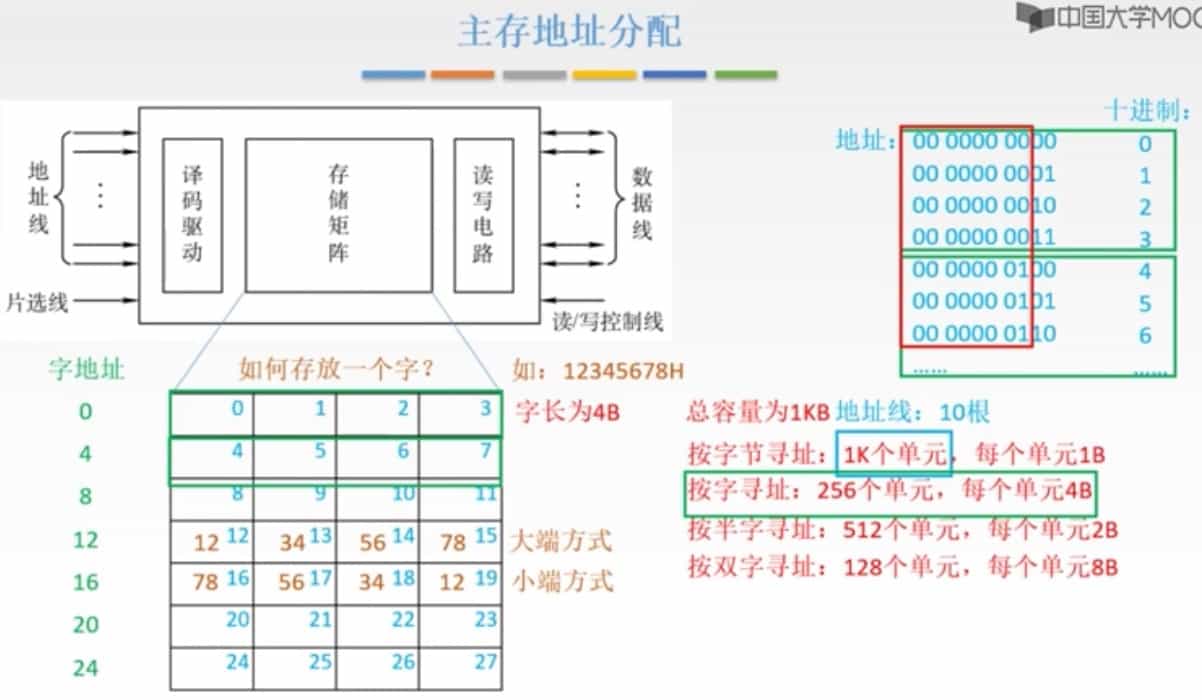 主存地址分配
中国大学MOC
十进制:
地址: 00 0000 0000 0
00 0000 0001 1
00 0000 0010 2
00 0000 0011 3
00 0000 0100 4
00 0000 0101 5
00 0000 0110 6
...... ......
地址线
译码驱动
存储矩阵
读写电路
数据线
片选线
读/写控制线
字地址 如何存放一个字? 如: 12345678H
0 0 1 2 3 字长为4B
4 4 5 6 7
8 8 9 10 11
12 12 12 34 13 56 14 78 15 大端方式
16 78 16 56 17 34 18 12 19 小端方式
20 20 21 22 23
24 24 25 26 27
总容量为1KB 地址线: 10根
按字节寻址: 1K个单元, 每个单元1B
按字寻址: 256个单元, 每个单元4B
按半字寻址: 512个单元, 每个单元2B
按双字寻址: 128个单元, 每个单元8B